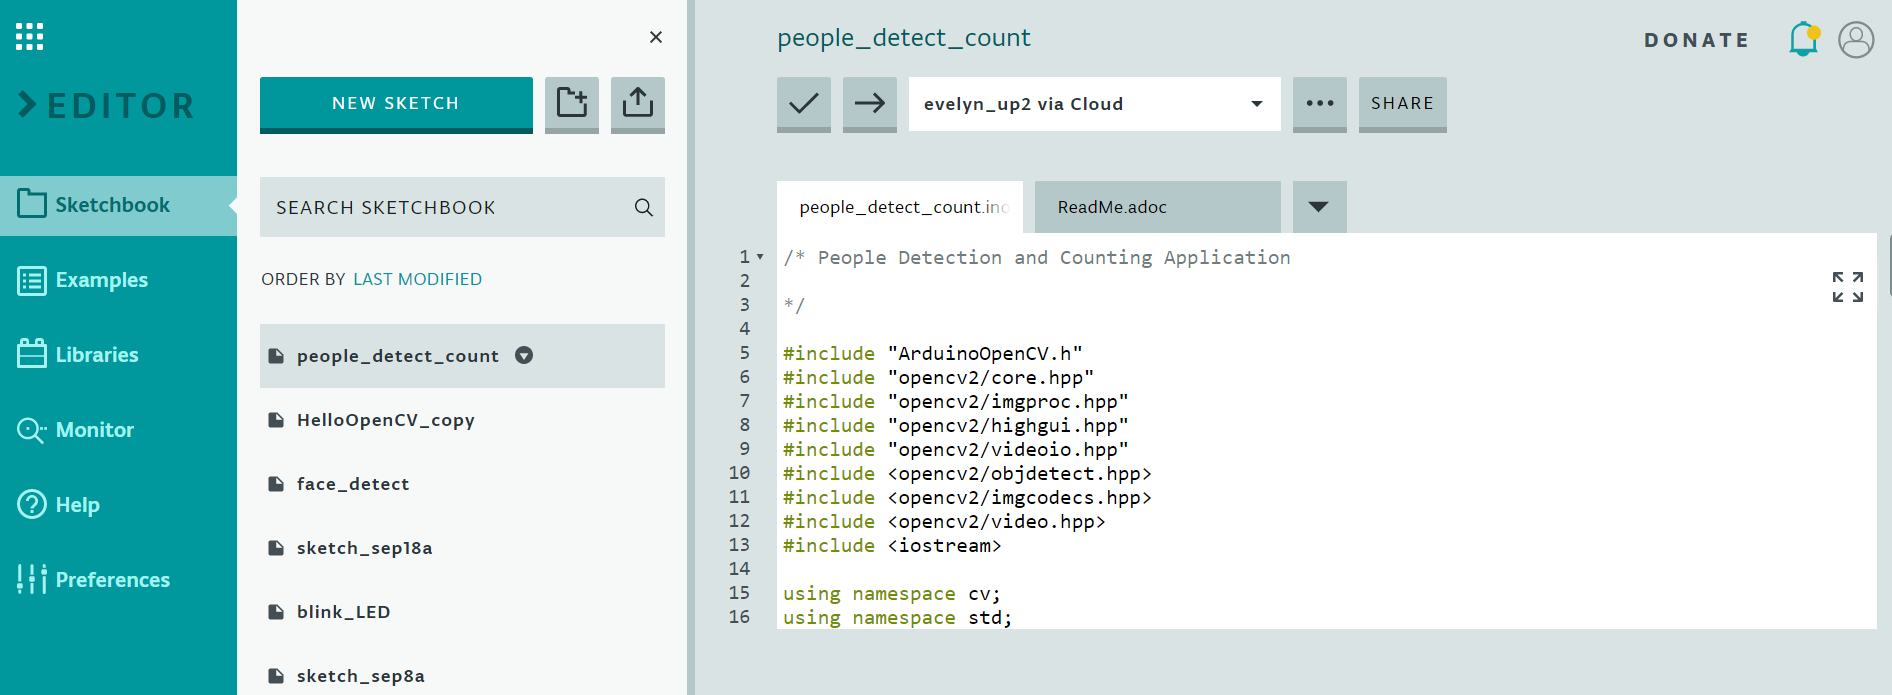 EDITOR
Sketchbook
Examples
Libraries
Monitor
Help
Preferences
NEW SKETCH
SEARCH SKETCHBOOK
ORDER BY LAST MODIFIED
people_detect_count
HelloOpenCV_copy
face_detect
sketch_sep18a
blink_LED
sketch_sep8a
people_detect_count
DONATE
evelyn_up2 via Cloud
SHARE
people_detect_count.ino
ReadMe.adoc
1 /* People Detection and Counting Application
2
3 */
4
5 #include "ArduinoOpenCV.h"
6 #include "opencv2/core.hpp"
7 #include "opencv2/imgproc.hpp"
8 #include "opencv2/highgui.hpp"
9 #include "opencv2/videoio.hpp"
10 #include <opencv2/objdetect.hpp>
11 #include <opencv2/imgcodecs.hpp>
12 #include <opencv2/video.hpp>
13 #include <iostream>
14
15 using namespace cv;
16 using namespace std;